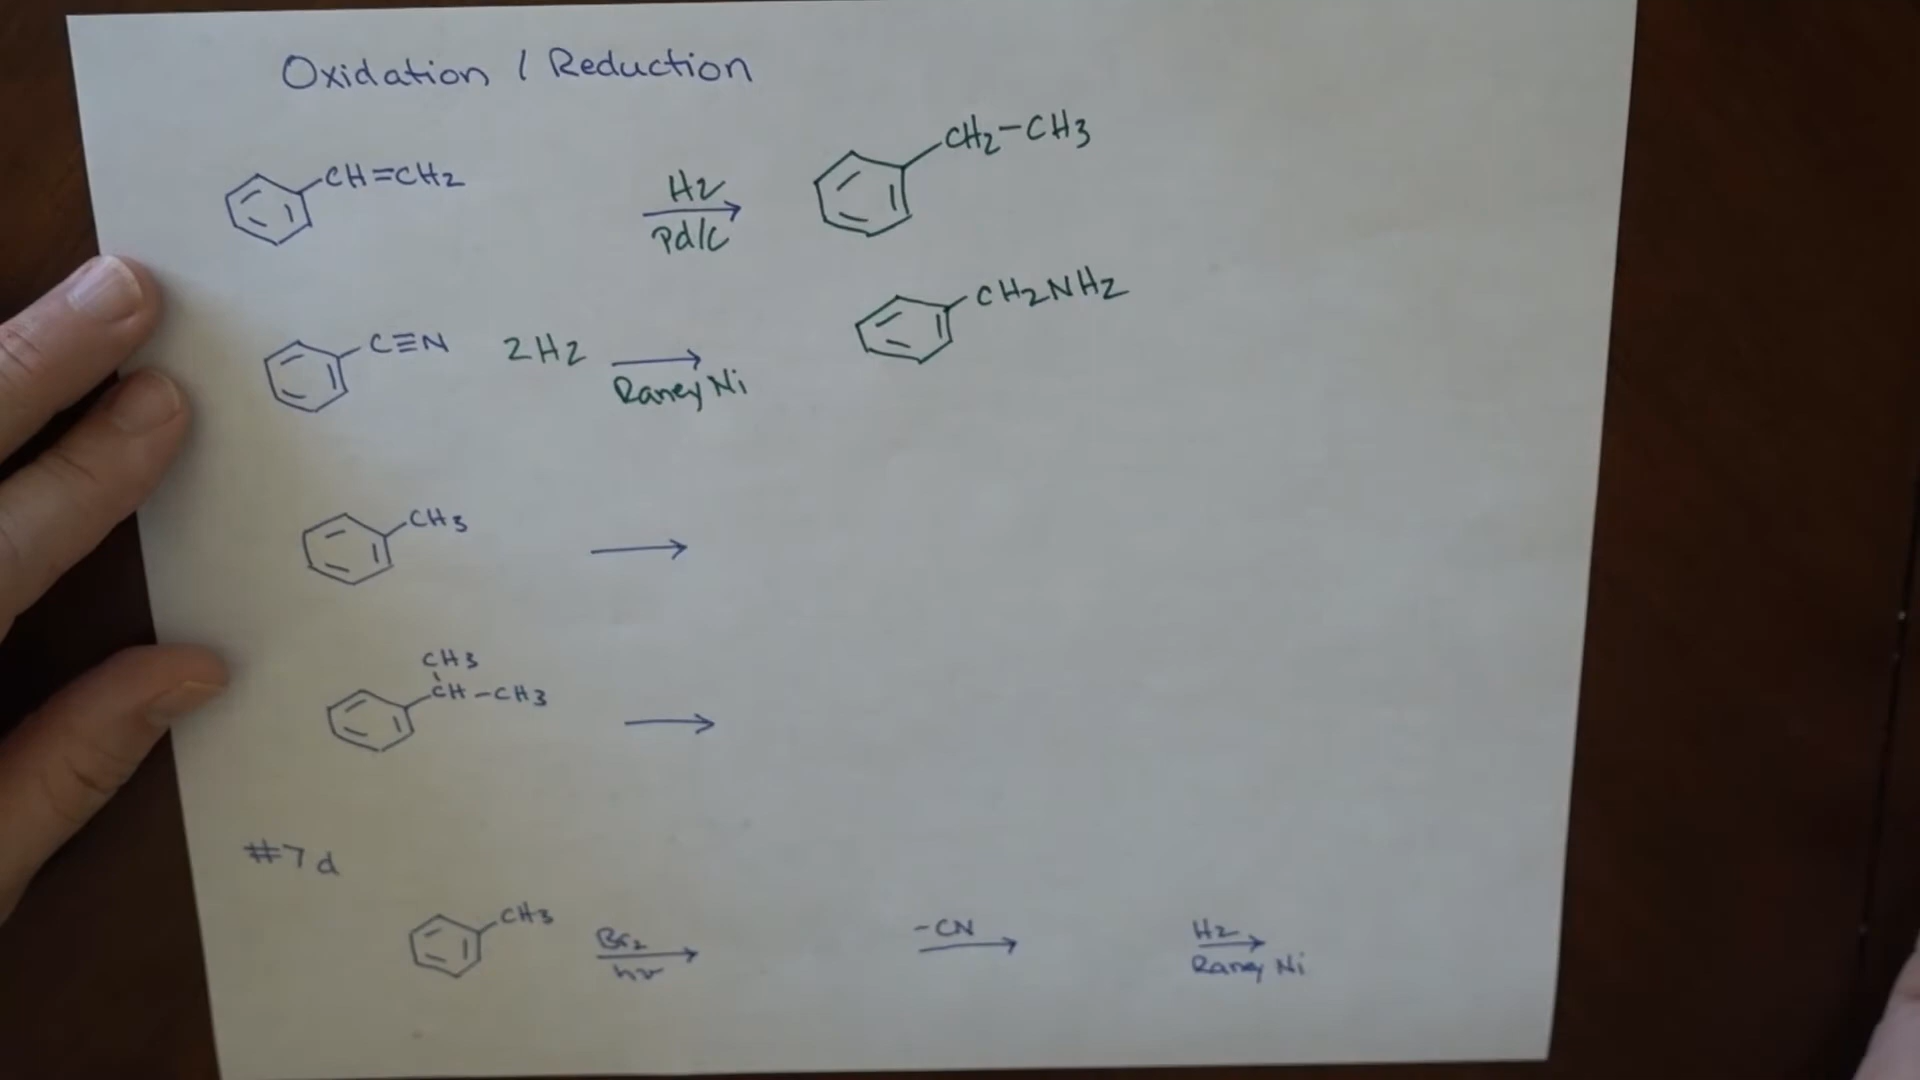 Oxidation / Reduction
CH=CH2 H2 Pd/C CH2-CH3
C≡N 2H2 Raney Ni CH2NH2
CH3
CH3
CH-CH3
#7d
CH3 Br2 hν -CN H2 Raney Ni